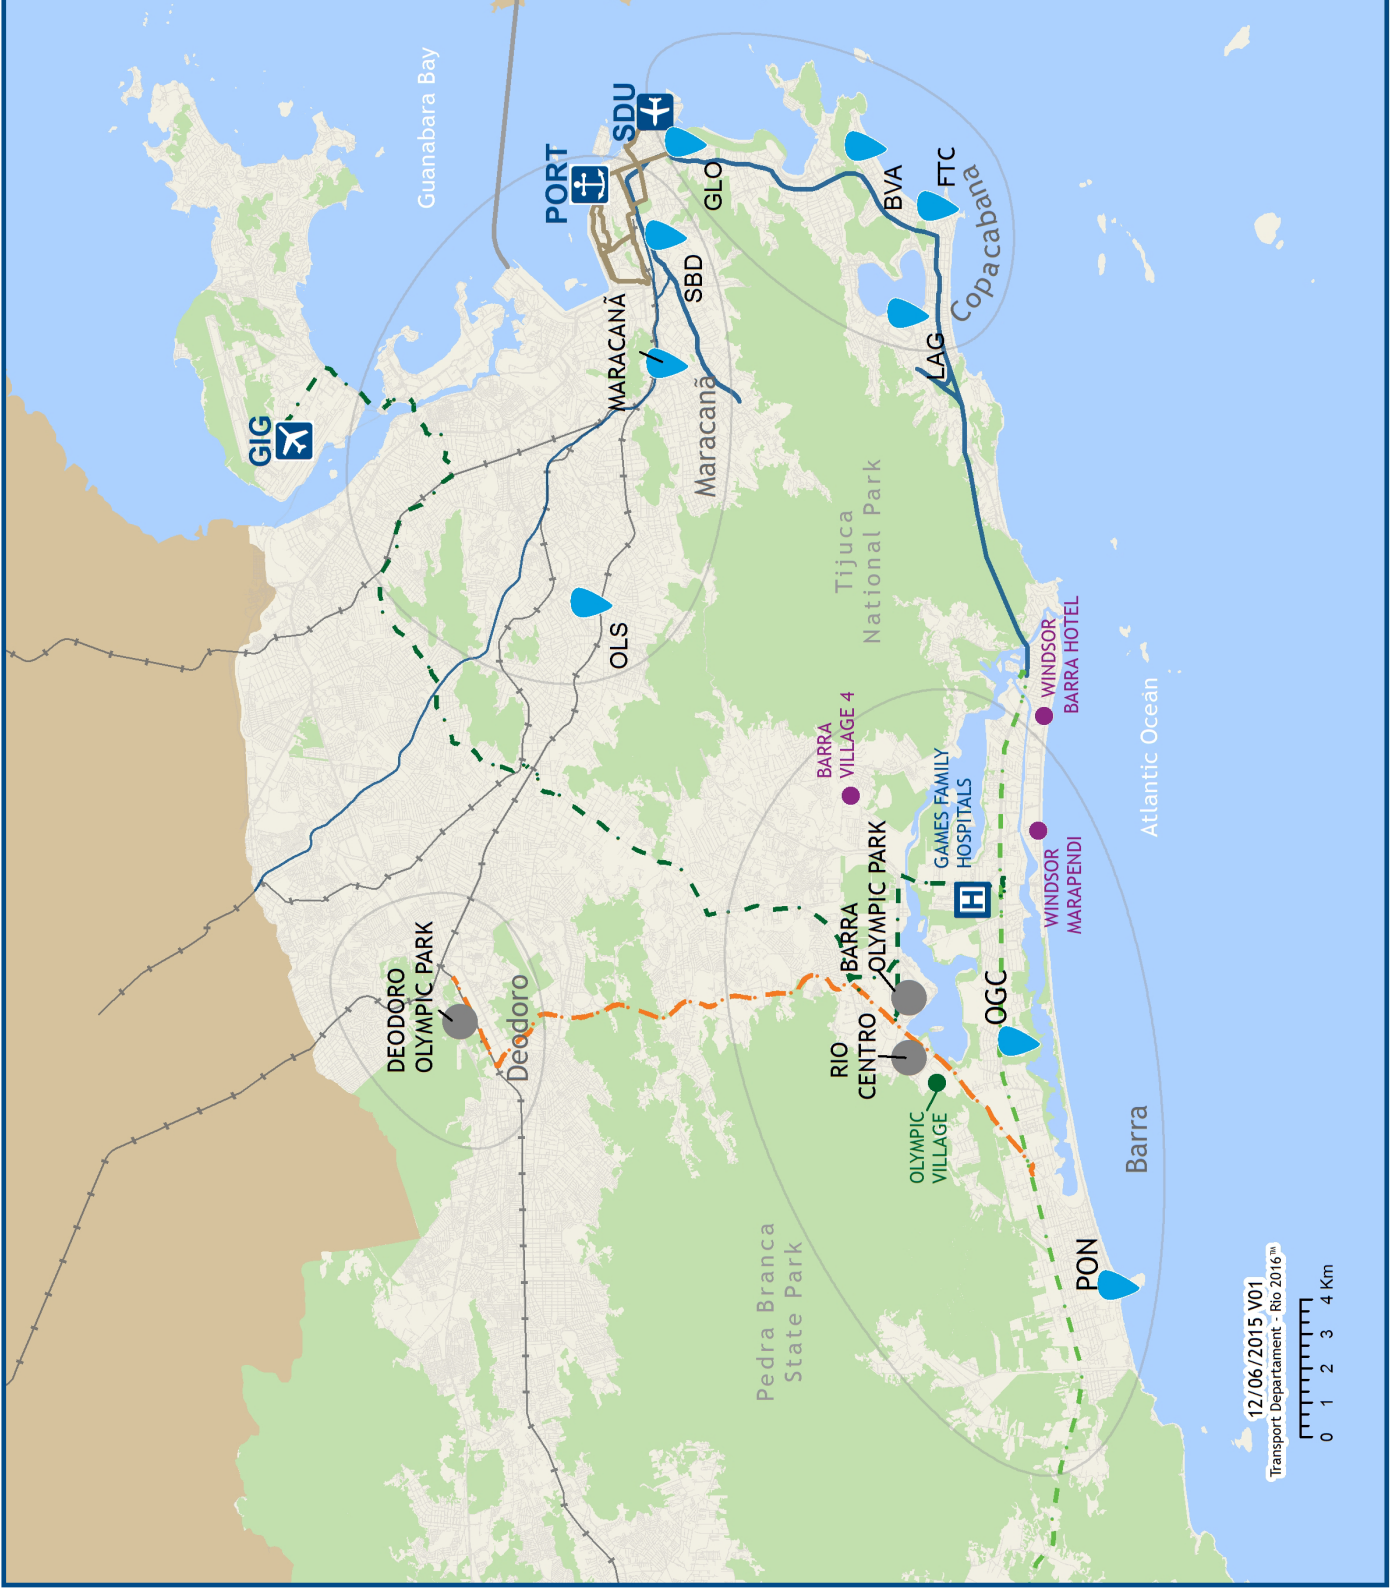 Guanabara Bay
GIG
PORT
SDU
GLO
SBD
MARACANÃ
Maracanã
BVA
FTC
Copacabana
LAG
OLS
Tijuca
National Park
DEODORO
OLYMPIC PARK
Deodoro
BARRA
VILLAGE 4
WINDSOR
BARRA HOTEL
GAMES FAMILY
HOSPITALS
H
WINDSOR
MARAPENDI
BARRA
OLYMPIC PARK
RIO
CENTRO
OLYMPIC
VILLAGE
OGC
PON
Barra
Pedra Branca
State Park
Atlantic Ocean
12/06/2015 V01
Transport Departament - Rio 2016™
0 1 2 3 4 Km